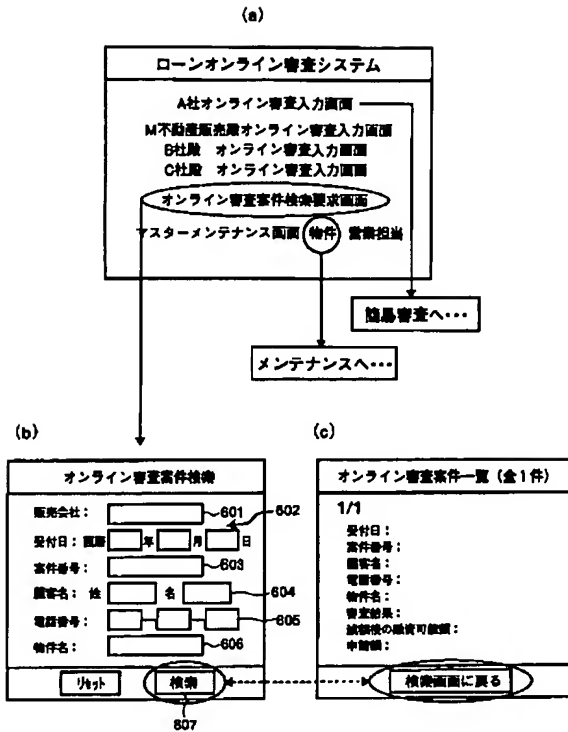 (a)
ローンオンライン審査システム
A社オンライン審査入力画面
M不動産販売殿オンライン審査入力画面
B社殿 オンライン審査入力画面
C社殿 オンライン審査入力画面
オンライン審査案件検索要求画面
マスターメンテナンス画面 物件 営業担当
簡易審査へ・・・
メンテナンスへ・・・
(b)
オンライン審査案件検索
販売会社: 601
受付日:西暦 年 月 日 602
案件番号: 603
顧客名: 姓 名 604
電話番号: 605
物件名: 606
リセット 検索
607
(c)
オンライン審査案件一覧(全1件)
1/1
受付日:
案件番号:
顧客名:
電話番号:
物件名:
審査結果:
減額後の融資可能額:
申請額:
検索画面に戻る